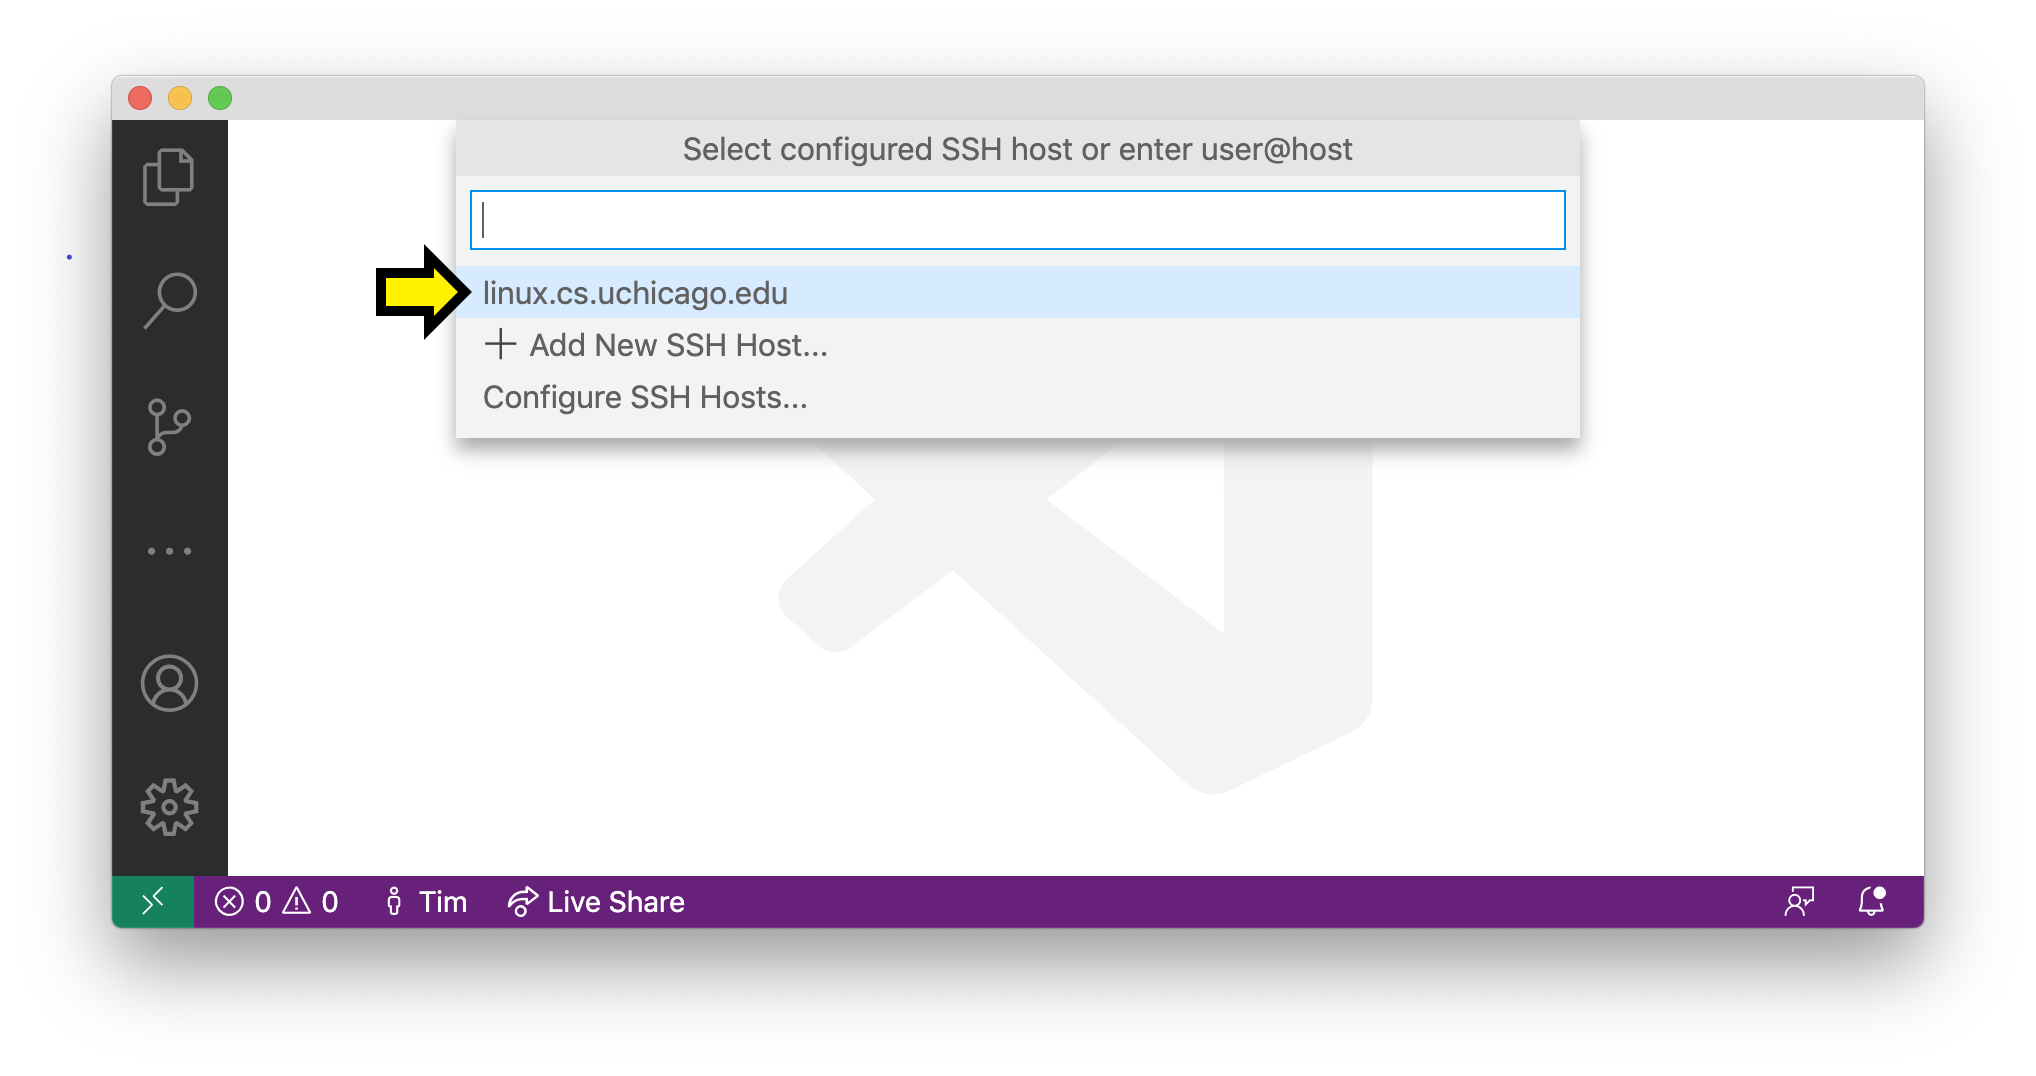 Select configured SSH host or enter user@host
linux.cs.uchicago.edu
Add New SSH Host...
Configure SSH Hosts...
0 0 Tim Live Share